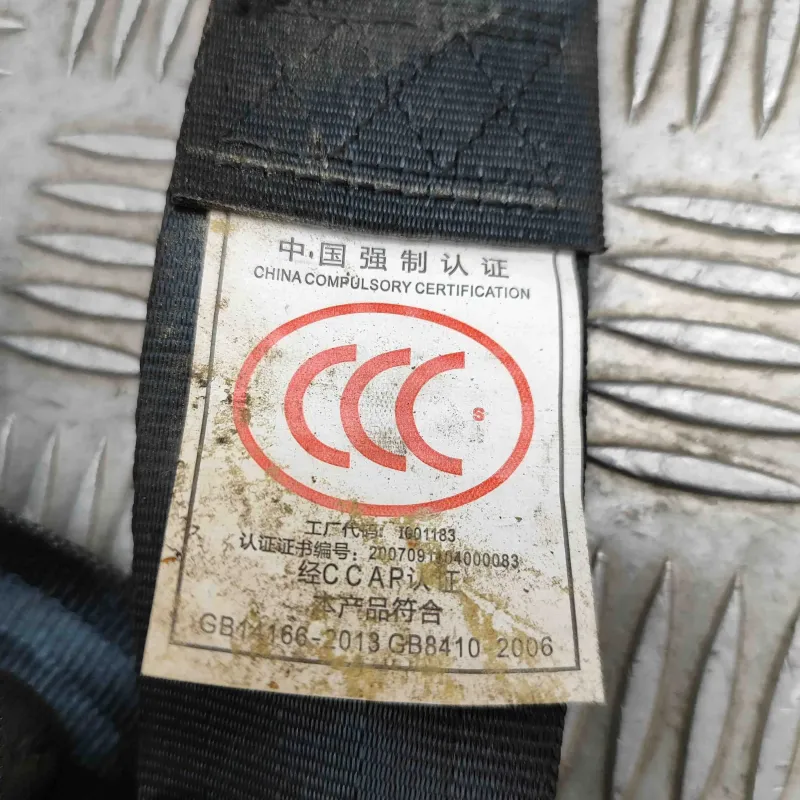 中国强制认证
CHINA COMPULSORY CERTIFICATION
CCC S
工厂代码: I601183
认证证书编号: 2007091104000083
经CCAP认证
本产品符合
GB14166-2013 GB8410-2006